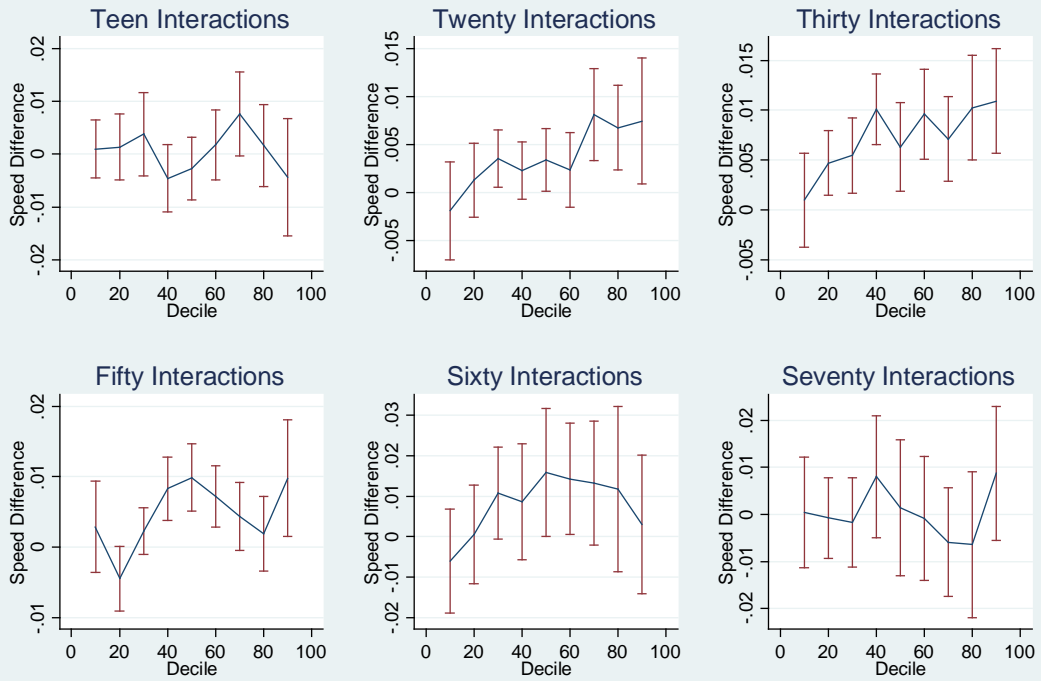 Teen Interactions
Speed Difference
.02
.01
0
-.01
-.02
0 20 40 60 80 100
Decile
Twenty Interactions
Speed Difference
.015
.01
.005
0
-.005
0 20 40 60 80 100
Decile
Thirty Interactions
Speed Difference
.015
.01
.005
0
-.005
0 20 40 60 80 100
Decile
Fifty Interactions
Speed Difference
.02
.01
0
-.01
0 20 40 60 80 100
Decile
Sixty Interactions
Speed Difference
.03
.02
.01
0
-.01
-.02
0 20 40 60 80 100
Decile
Seventy Interactions
Speed Difference
.02
.01
0
-.01
-.02
0 20 40 60 80 100
Decile